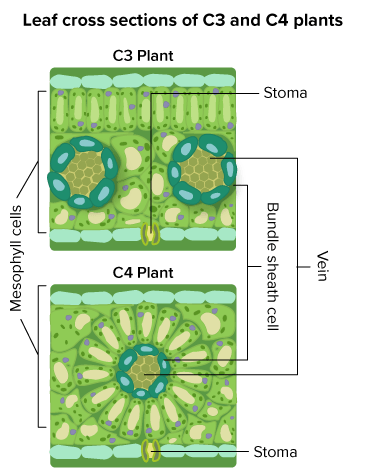 Leaf cross sections of C3 and C4 plants
C3 Plant
Stoma
Mesophyll cells
Bundle sheath cell
Vein
C4 Plant
Stoma